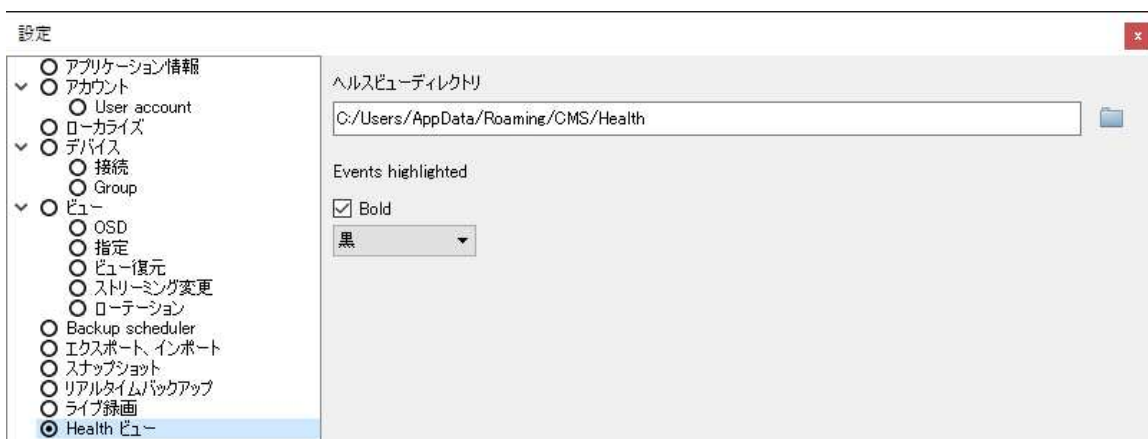 設定
アプリケーション情報
アカウント
User account
ローカライズ
デバイス
接続
Group
ビュー
OSD
指定
ビュー復元
ストリーミング変更
ローテーション
Backup scheduler
エクスポート、インポート
スナップショット
リアルタイムバックアップ
ライブ録画
Health ビュー
ヘルスビューディレクトリ
C:/Users/AppData/Roaming/CMS/Health
Events highlighted
Bold
黒